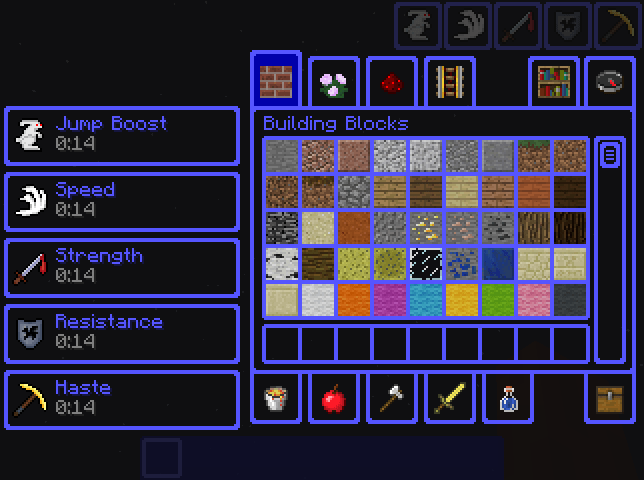 Building Blocks
Jump Boost
0:14
Speed
0:14
Strength
0:14
Resistance
0:14
Haste
0:14